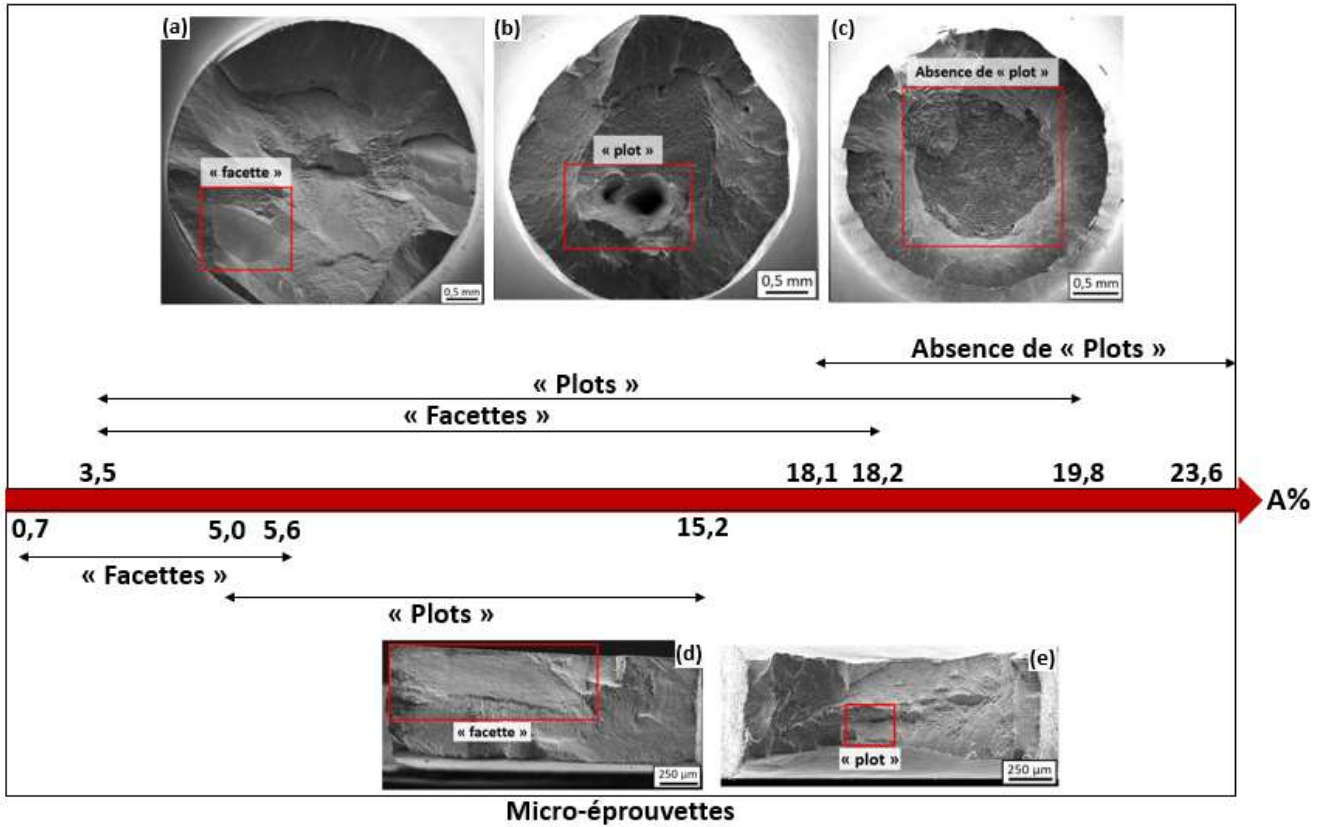 (a)
(b)
(c)
« facette »
« plot »
Absence de « plot »
0,5 mm
0,5 mm
0,5 mm
Absence de « Plots »
« Plots »
« Facettes »
3,5
18,1
18,2
19,8
23,6
A%
0,7
5,0
5,6
15,2
« Facettes »
« Plots »
(d)
(e)
« facette »
« plot »
250 µm
250 µm
Micro-éprouvettes